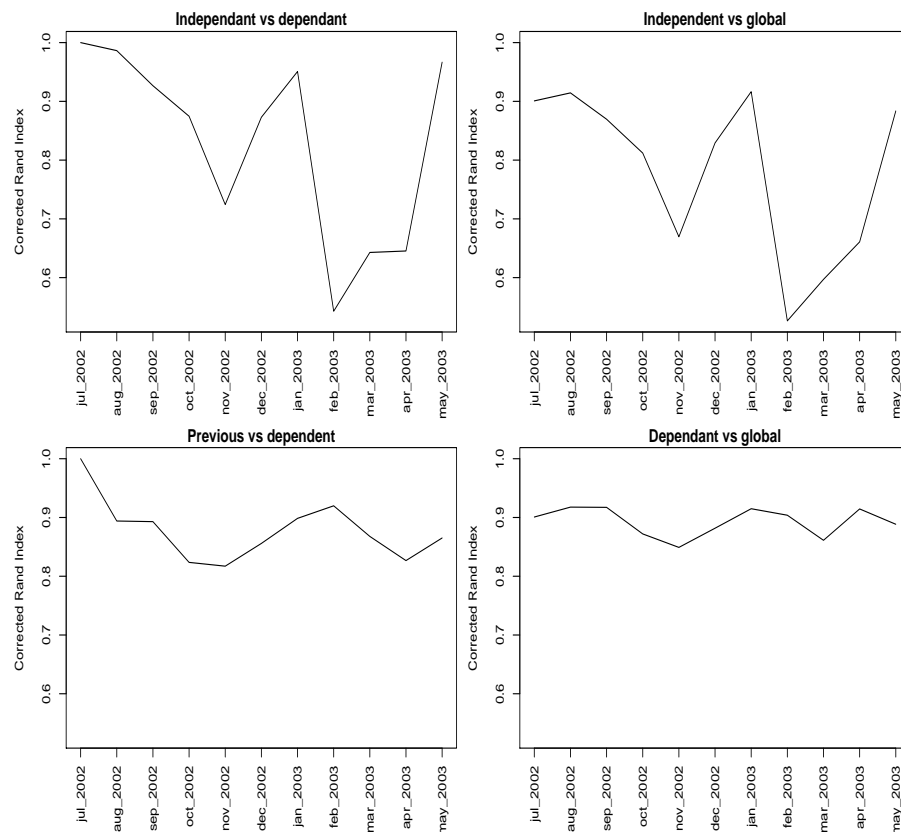 Independant vs dependant
Corrected Rand Index
1.0
0.9
0.8
0.7
0.6
jul_2002
aug_2002
sep_2002
oct_2002
nov_2002
dec_2002
jan_2003
feb_2003
mar_2003
apr_2003
may_2003
Independent vs global
Corrected Rand Index
1.0
0.9
0.8
0.7
0.6
jul_2002
aug_2002
sep_2002
oct_2002
nov_2002
dec_2002
jan_2003
feb_2003
mar_2003
apr_2003
may_2003
Previous vs dependent
Corrected Rand Index
1.0
0.9
0.8
0.7
0.6
jul_2002
aug_2002
sep_2002
oct_2002
nov_2002
dec_2002
jan_2003
feb_2003
mar_2003
apr_2003
may_2003
Dependant vs global
Corrected Rand Index
1.0
0.9
0.8
0.7
0.6
jul_2002
aug_2002
sep_2002
oct_2002
nov_2002
dec_2002
jan_2003
feb_2003
mar_2003
apr_2003
may_2003